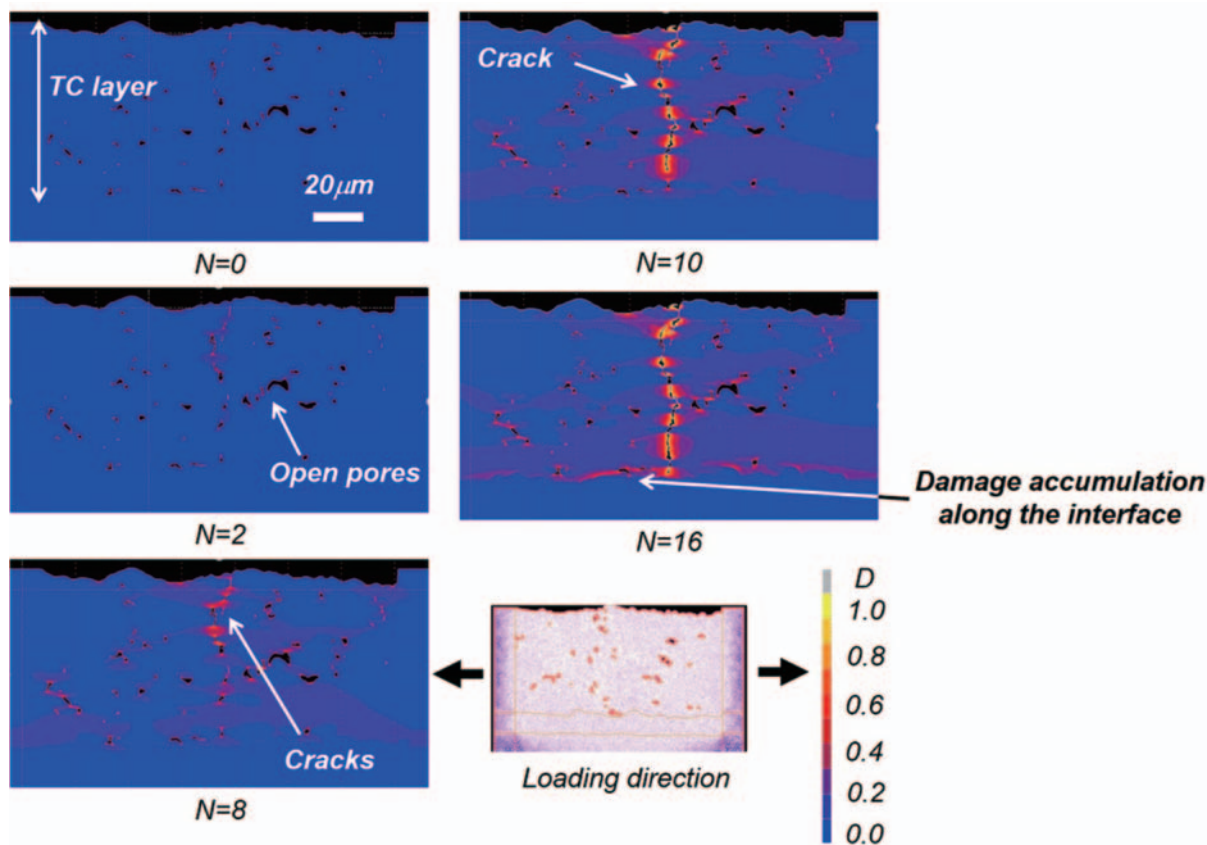 TC layer
20μm
N=0
Crack
N=10
Open pores
N=2
N=16
Damage accumulation
along the interface
Cracks
N=8
Loading direction
D
1.0
0.8
0.6
0.4
0.2
0.0